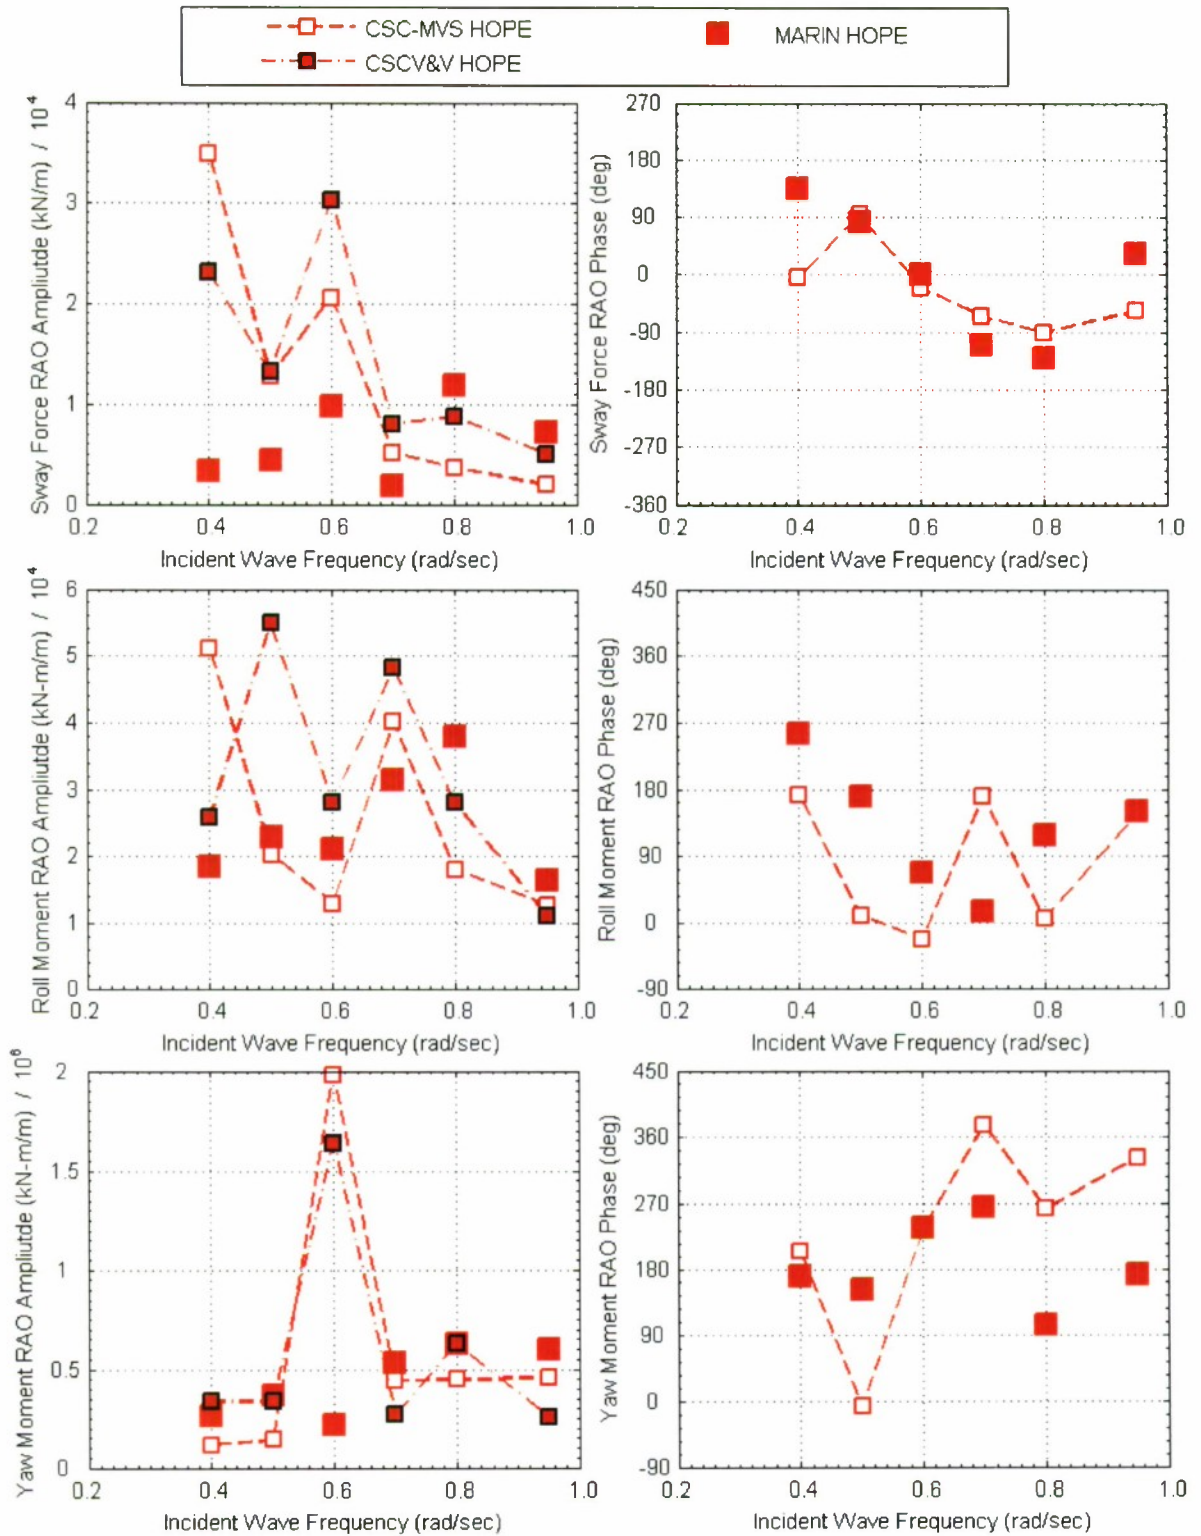 CSC-MVS HOPE
MARIN HOPE
CSCV&V HOPE
Sway Force RAO Ampliutde (kN/m) / 10⁴
4
3
2
1
0
0.2 0.4 0.6 0.8 1.0
Incident Wave Frequency (rad/sec)
Sway Force RAO Phase (deg)
270
180
90
0
-90
-180
-270
-360
0.2 0.4 0.6 0.8 1.0
Incident Wave Frequency (rad/sec)
Roll Moment RAO Ampliutde (kN-m/m) / 10⁴
6
5
4
3
2
1
0
0.2 0.4 0.6 0.8 1.0
Incident Wave Frequency (rad/sec)
Roll Moment RAO Phase (deg)
450
360
270
180
90
0
-90
0.2 0.4 0.6 0.8 1.0
Incident Wave Frequency (rad/sec)
Yaw Moment RAO Ampliutde (kN-m/m) / 10⁶
2
1.5
1
0.5
0
0.2 0.4 0.6 0.8 1.0
Incident Wave Frequency (rad/sec)
Yaw Moment RAO Phase (deg)
450
360
270
180
90
0
-90
0.2 0.4 0.6 0.8 1.0
Incident Wave Frequency (rad/sec)